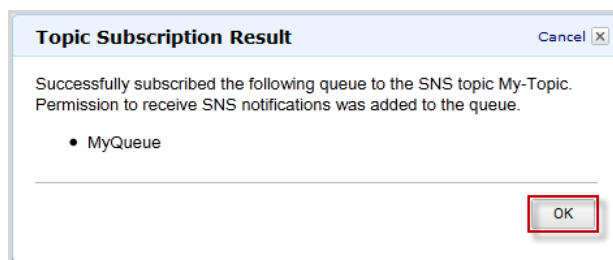 Topic Subscription Result
Cancel
Successfully subscribed the following queue to the SNS topic My-Topic.
Permission to receive SNS notifications was added to the queue.
• MyQueue
OK